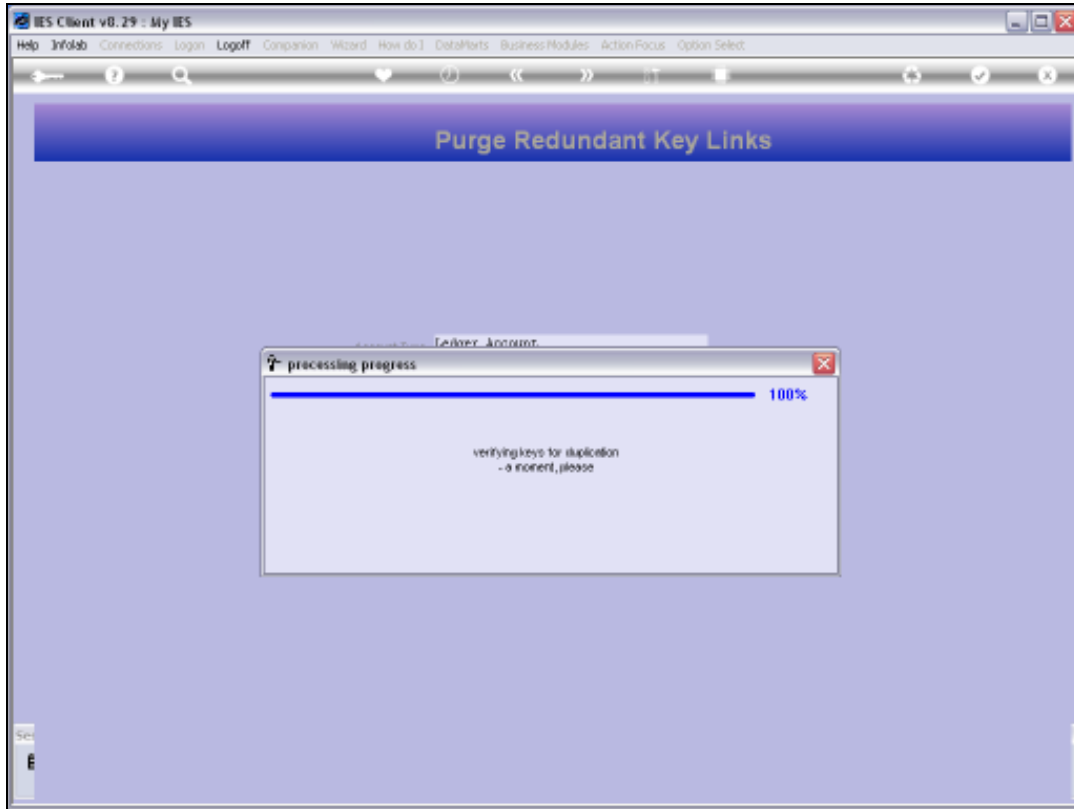 IES Client v8.29 : My IES
Help Infolab Connections Logon Logoff Companion Wizard How do I DataMarts Business Modules Action Focus Option Select
Purge Redundant Key Links
Ledger Account
processing progress
100%
verifying keys for duplication
- a moment, please